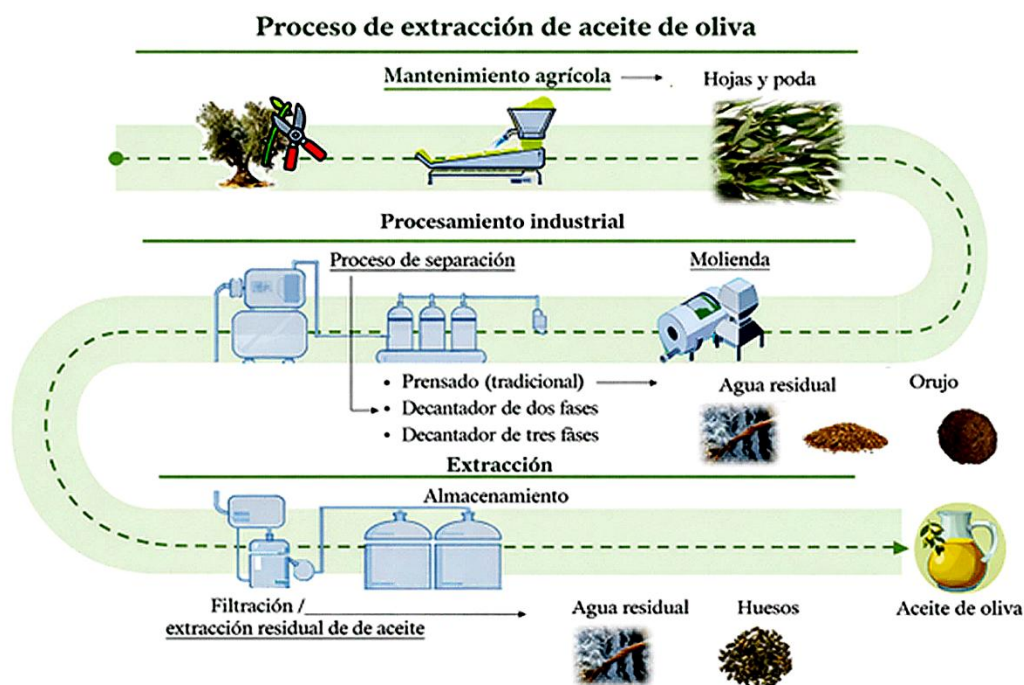 Proceso de extracción de aceite de oliva
Mantenimiento agrícola
Hojas y poda
Procesamiento industrial
Proceso de separación
Molienda
• Prensado (tradicional)
• Decantador de dos fases
• Decantador de tres fases
Agua residual
Orujo
Extracción
Almacenamiento
Filtración /
extracción residual de de aceite
Agua residual
Huesos
Aceite de oliva